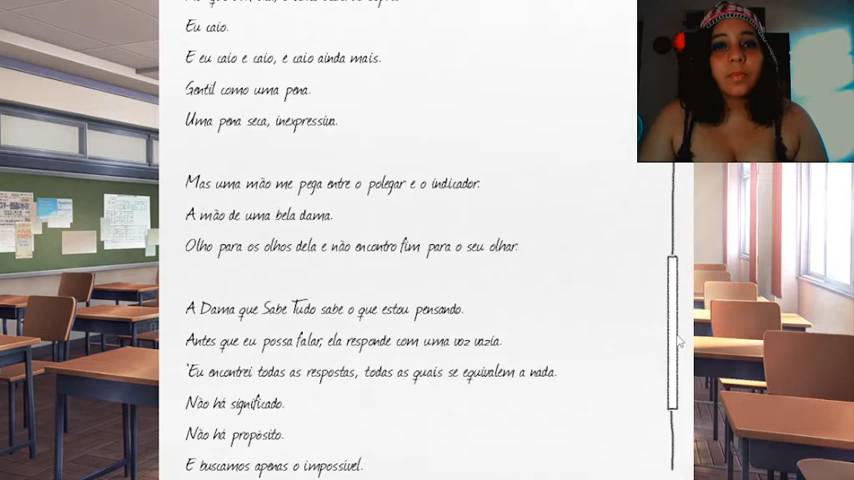 Eu caio.
E eu caio e caio, e caio ainda mais.
Gentil como uma pena.
Uma pena seca, inexpressiva.
Mas uma mão me pega entre o polegar e o indicador.
A mão de uma bela dama.
Olho para os olhos dela e não encontro fim para o seu olhar.
A Dama que Sabe Tudo sabe o que estou pensando.
Antes que eu possa falar, ela responde com uma voz vazia.
"Eu encontrei todas as respostas, todas as quais se equivalem a nada.
Não há significado.
Não há propósito.
E buscamos apenas o impossível.